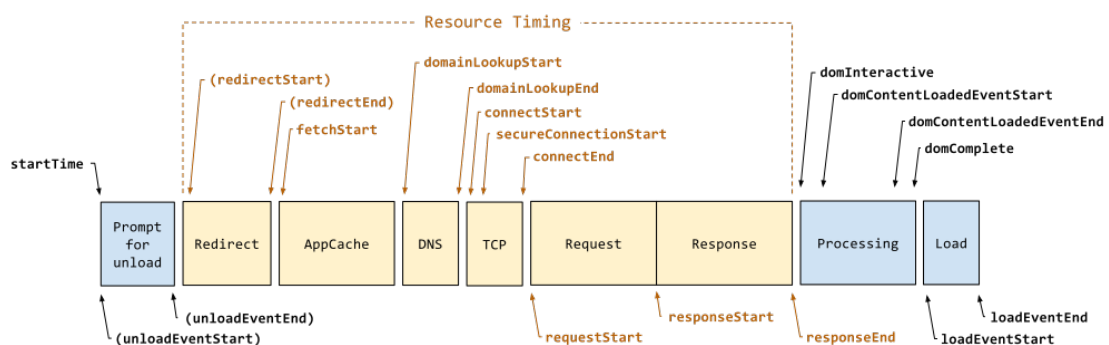 Resource Timing
(redirectStart)
(redirectEnd)
fetchStart
domainLookupStart
domainLookupEnd
connectStart
secureConnectionStart
connectEnd
domInteractive
domContentLoadedEventStart
domContentLoadedEventEnd
domComplete
startTime
Prompt
for
unload
Redirect
AppCache
DNS
TCP
Request
Response
Processing
Load
(unloadEventEnd)
(unloadEventStart)
requestStart
responseStart
responseEnd
loadEventEnd
loadEventStart